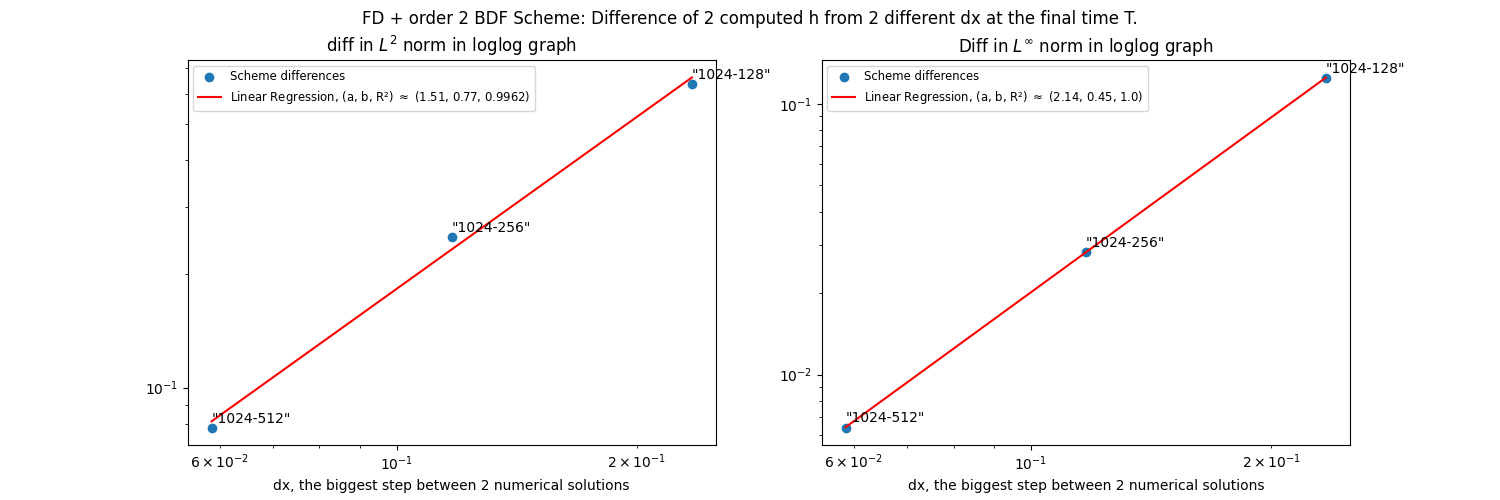 FD + order 2 BDF Scheme: Difference of 2 computed h from 2 different dx at the final time T.
diff in L² norm in loglog graph
Scheme differences
Linear Regression, (a, b, R²) ≈ (1.51, 0.77, 0.9962)
"1024-128"
"1024-256"
"1024-512"
10⁻¹
6 × 10⁻²
10⁻¹
2 × 10⁻¹
dx, the biggest step between 2 numerical solutions
Diff in L∞ norm in loglog graph
Scheme differences
Linear Regression, (a, b, R²) ≈ (2.14, 0.45, 1.0)
"1024-128"
10⁻¹
"1024-256"
10⁻²
"1024-512"
6 × 10⁻²
10⁻¹
2 × 10⁻¹
dx, the biggest step between 2 numerical solutions